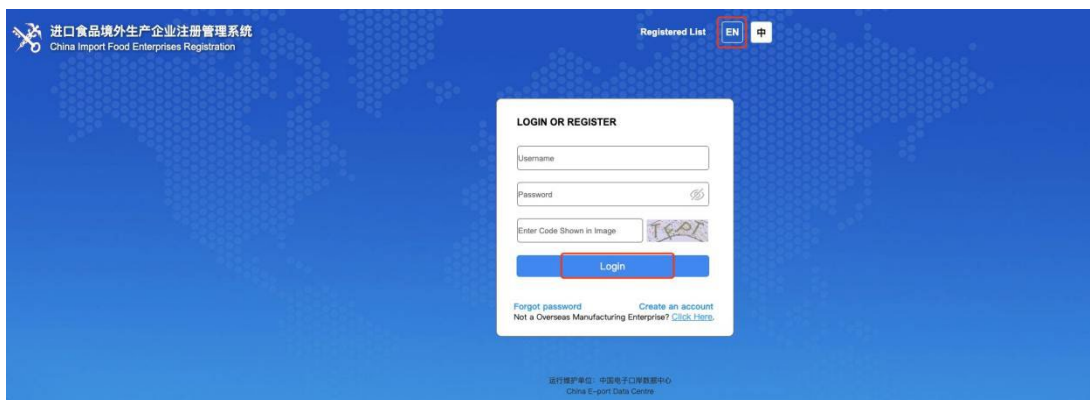 进口食品境外生产企业注册管理系统
China Import Food Enterprises Registration
Registered List EN 中
LOGIN OR REGISTER
Username
Password
Enter Code Shown in Image
Login
Forgot password Create an account
Not a Overseas Manufacturing Enterprise? Click Here.
运行维护单位：中国电子口岸数据中心
China E-port Data Centre